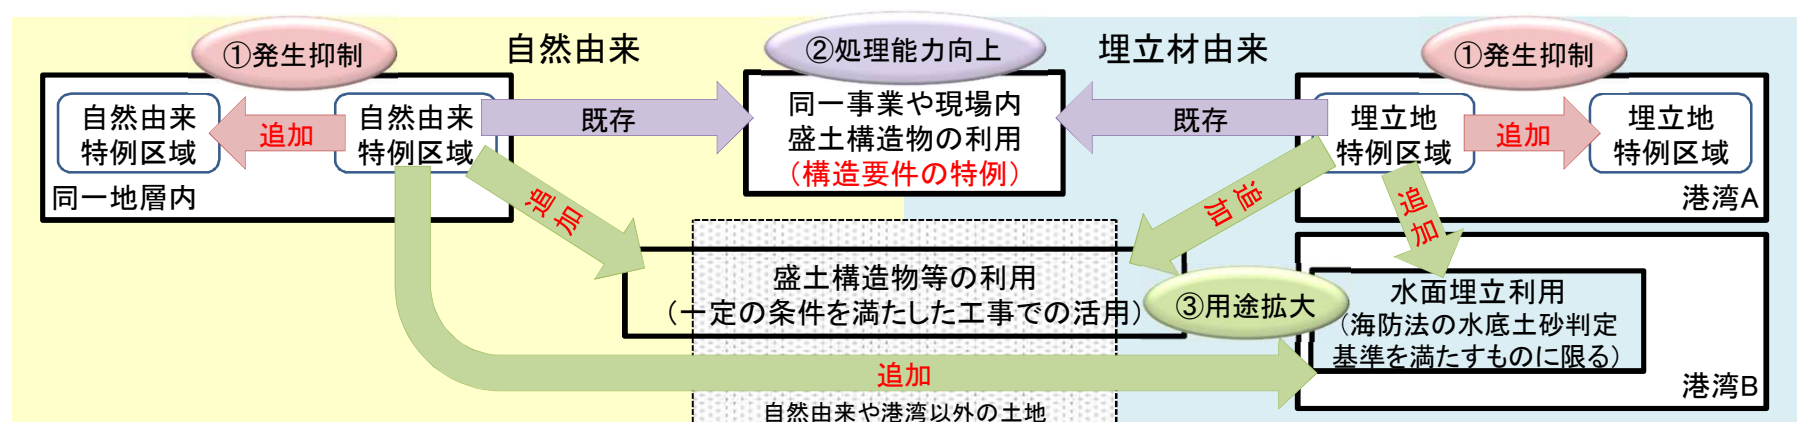 ①発生抑制
自然由来
②処理能力向上
埋立材由来
①発生抑制
自然由来
特例区域
追加
自然由来
特例区域
同一地層内
既存
同一事業や現場内
盛土構造物の利用
（構造要件の特例）
既存
埋立地
特例区域
追加
埋立地
特例区域
港湾A
追加
追加
追加
盛土構造物等の利用
（一定の条件を満たした工事での活用）
③用途拡大
水面埋立利用
（海防法の水底土砂判定
基準を満たすものに限る）
港湾B
追加
自然由来や港湾以外の土地